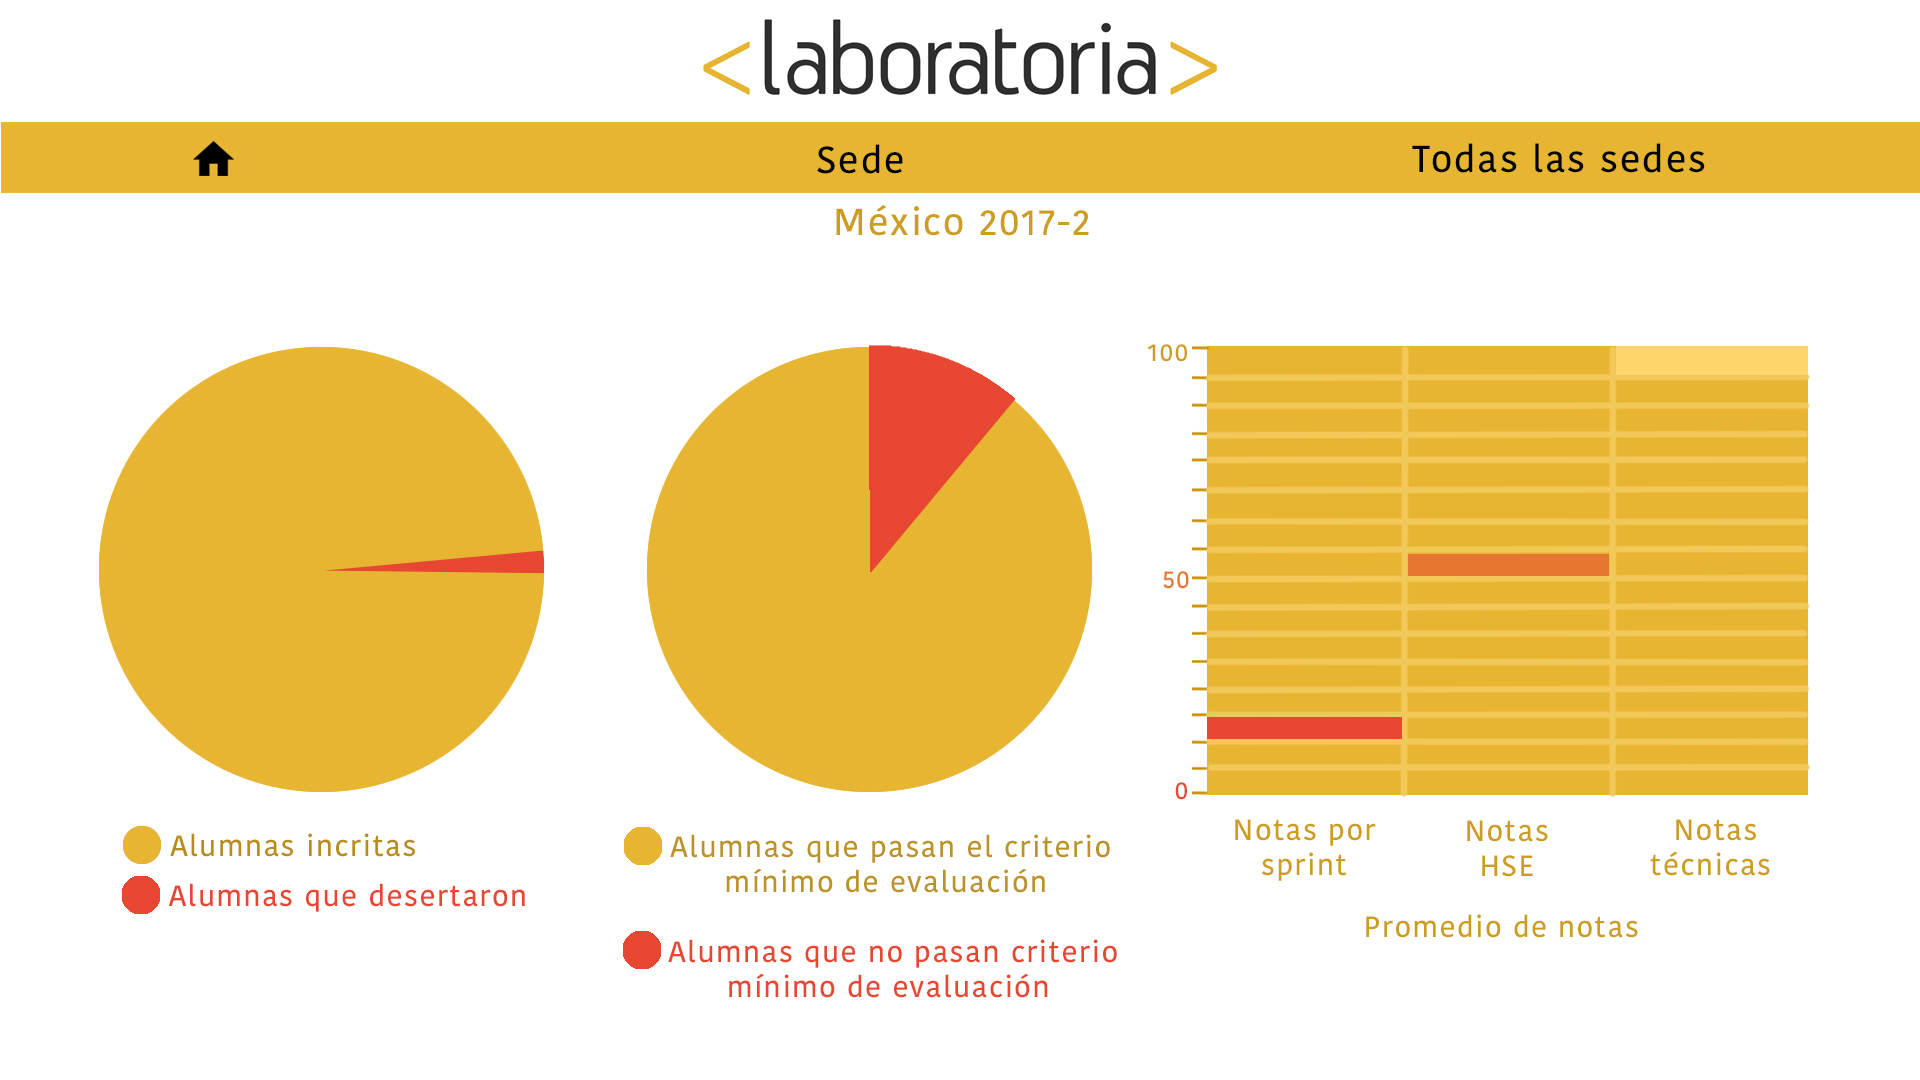 <laboratoria>
Sede
Todas las sedes
México 2017-2
Alumnas incritas
Alumnas que desertaron
Alumnas que pasan el criterio
mínimo de evaluación
Alumnas que no pasan criterio
mínimo de evaluación
100
50
0
Notas por
sprint
Notas
HSE
Notas
técnicas
Promedio de notas